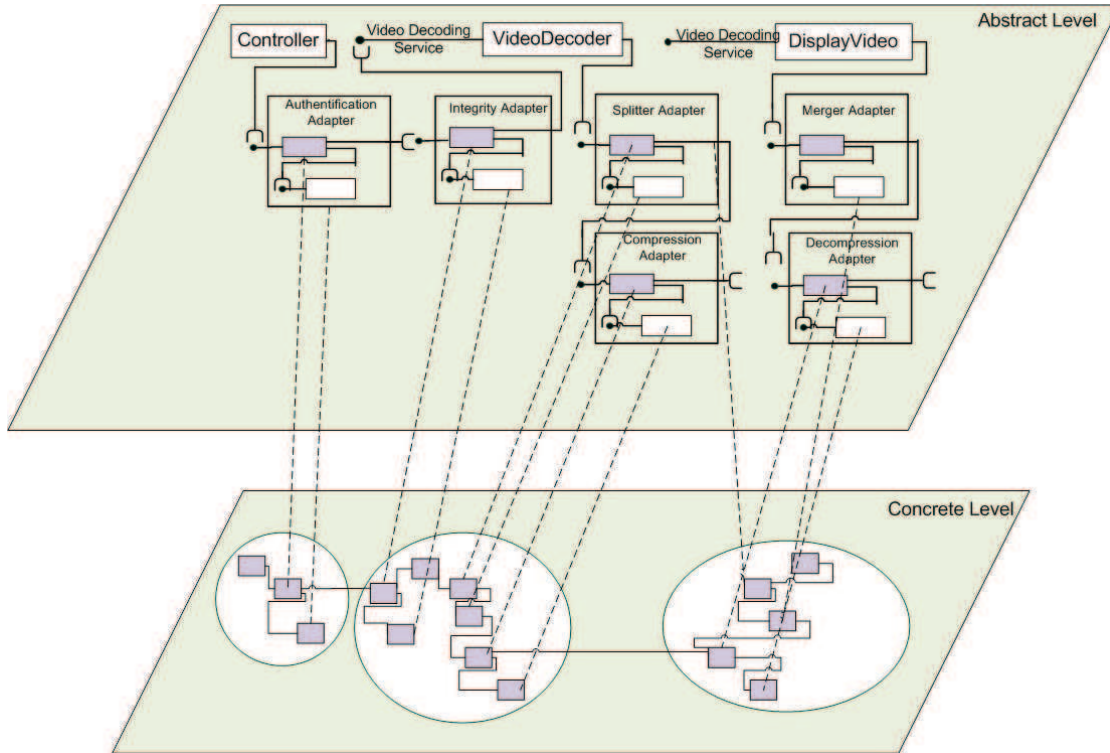 Abstract Level
Controller
Video Decoding
Service
VideoDecoder
Video Decoding
Service
DisplayVideo
Authentification
Adapter
Integrity Adapter
Splitter Adapter
Merger Adapter
Compression
Adapter
Decompression
Adapter
Concrete Level